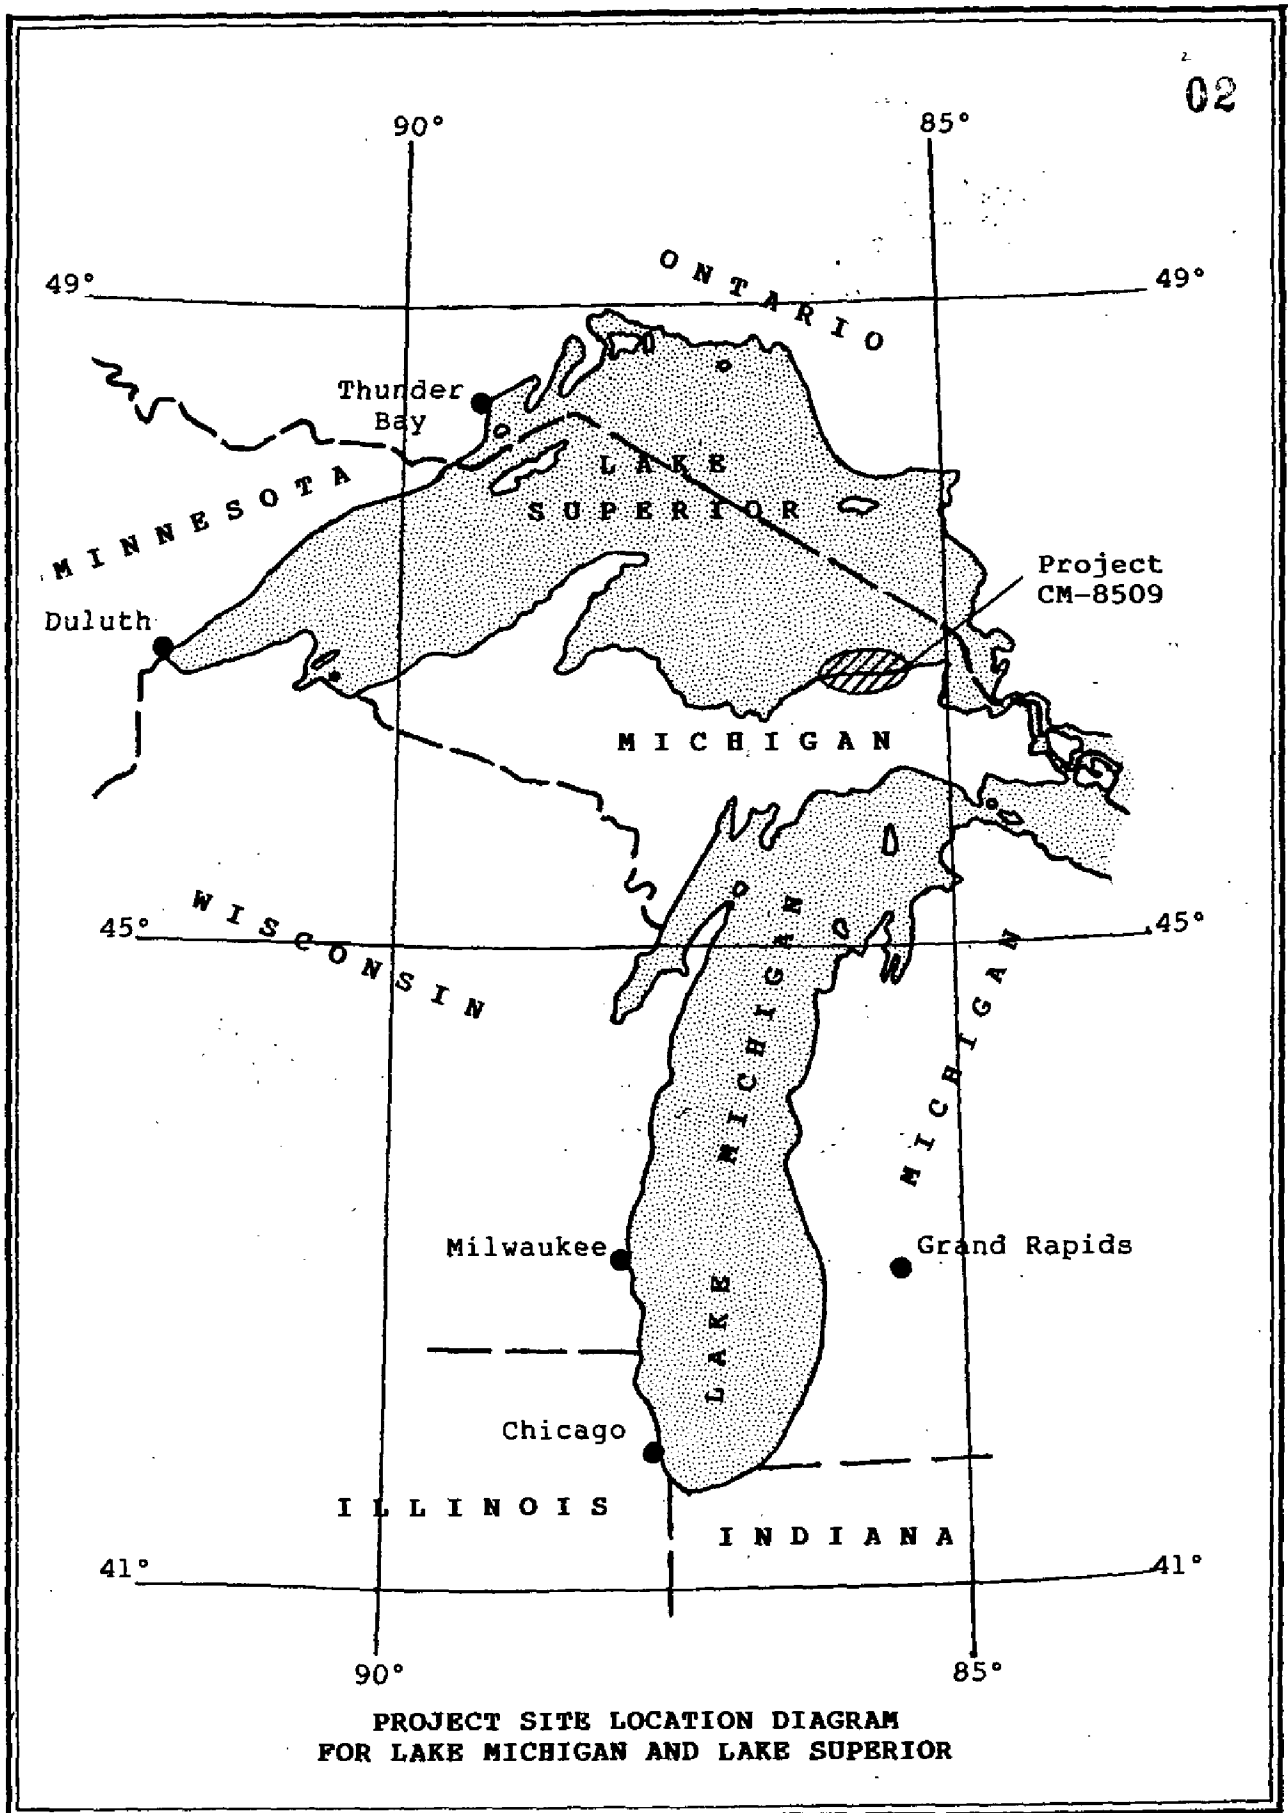 02
90°
85°
ONTARIO
49°
49°
Thunder
Bay
LAKE
SUPERIOR
MINNESOTA
Project
CM-8509
Duluth
MICHIGAN
WISCONSIN
45°
45°
LAKE MICHIGAN
MICHIGAN
Milwaukee
Grand Rapids
Chicago
ILLINOIS
INDIANA
41°
41°
90°
85°
PROJECT SITE LOCATION DIAGRAM
FOR LAKE MICHIGAN AND LAKE SUPERIOR